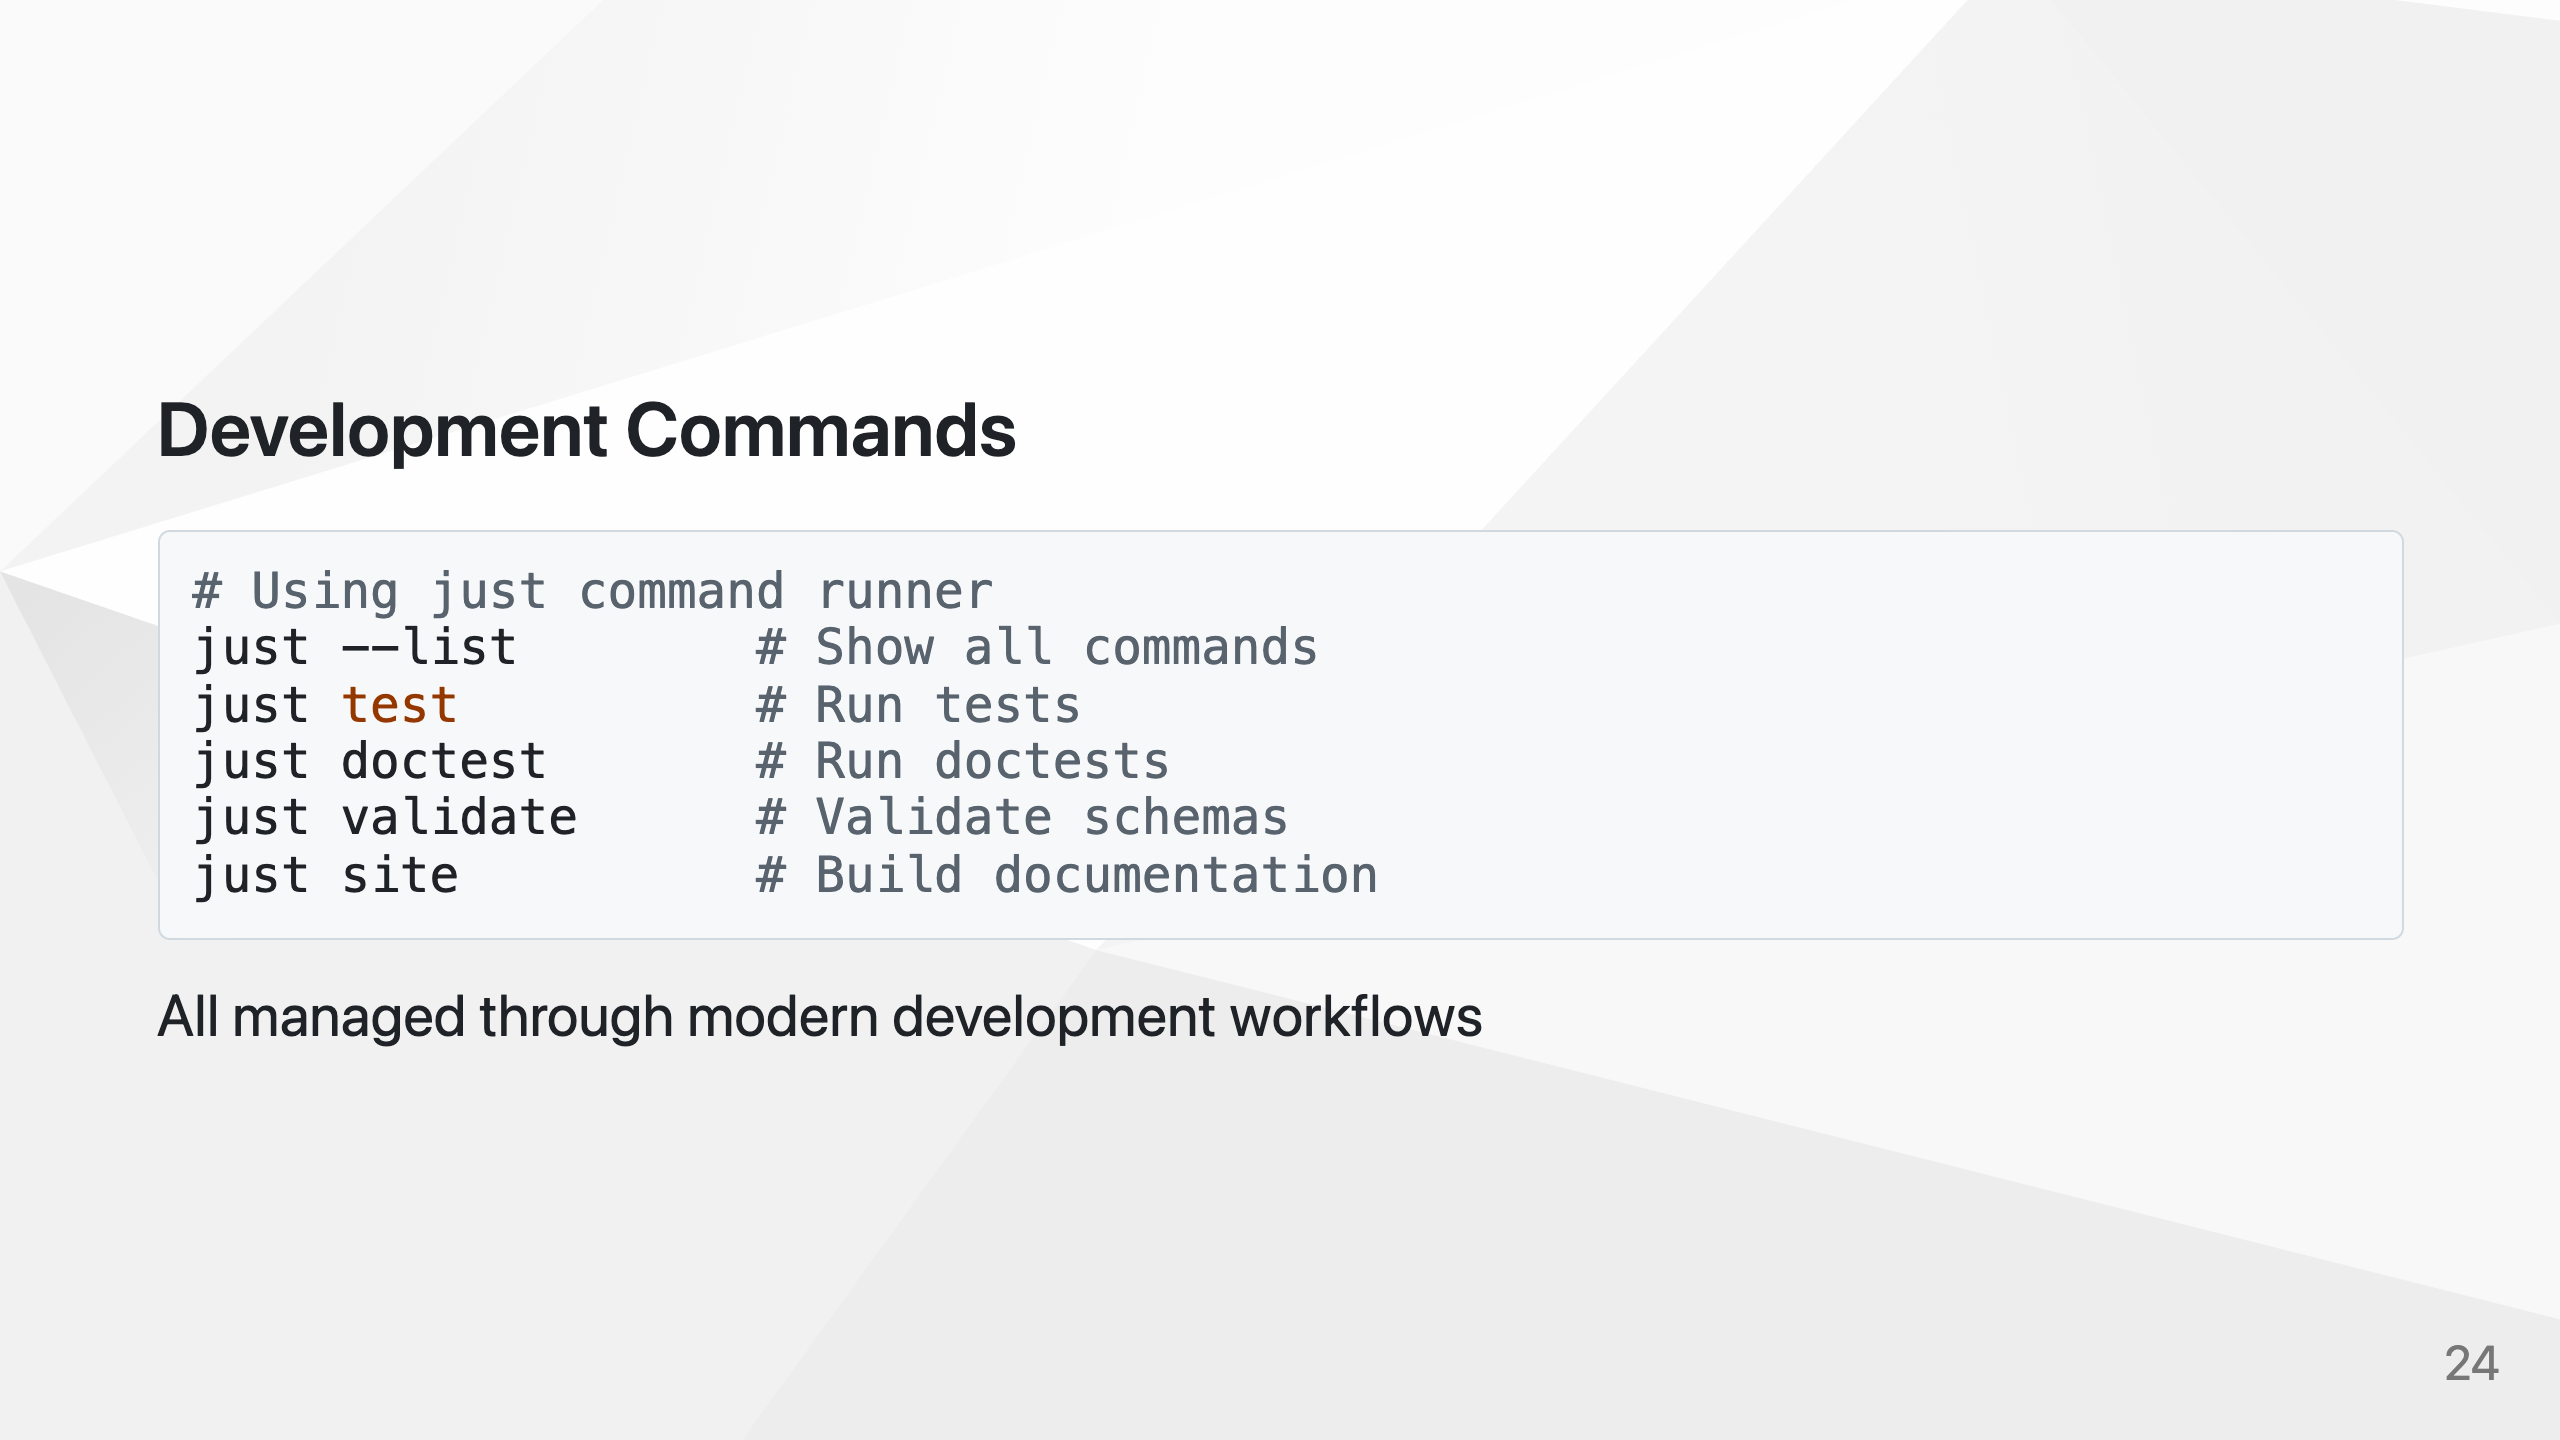 Development Commands
# Using just command runner
just --list        # Show all commands
just test          # Run tests
just doctest       # Run doctests
just validate      # Validate schemas
just site          # Build documentation
All managed through modern development workflows
24